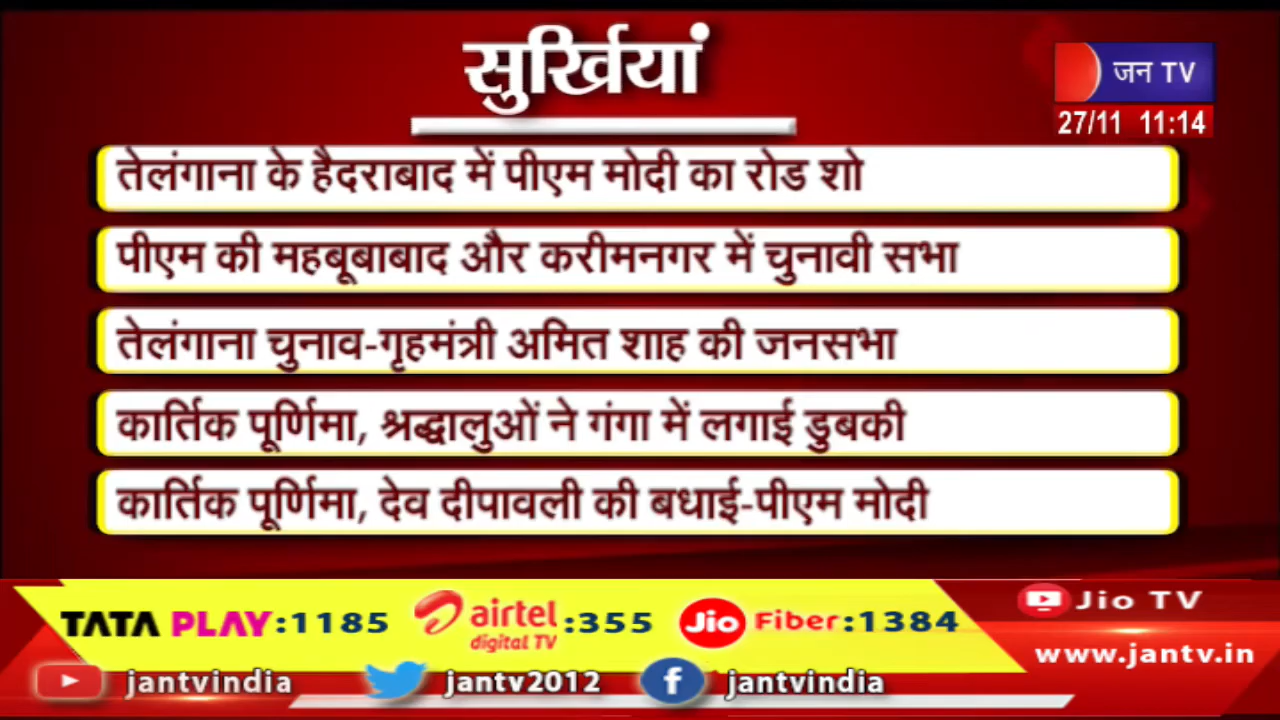 सुर्खियां
जन TV
27/11 11:14
तेलंगाना के हैदराबाद में पीएम मोदी का रोड शो
पीएम की महबूबाबाद और करीमनगर में चुनावी सभा
तेलंगाना चुनाव-गृहमंत्री अमित शाह की जनसभा
कार्तिक पूर्णिमा, श्रद्धालुओं ने गंगा में लगाई डुबकी
कार्तिक पूर्णिमा, देव दीपावली की बधाई-पीएम मोदी
TATA PLAY:1185 airtel digital TV:355 Jio Fiber:1384
Jio TV
www.jantv.in
jantvindia jantv2012 jantvindia